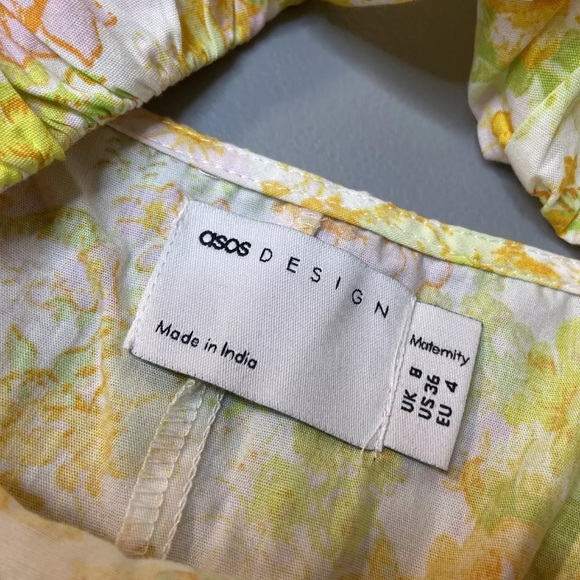 asos DESIGN
Made in India
Maternity
UK 8
US 36
EU 4